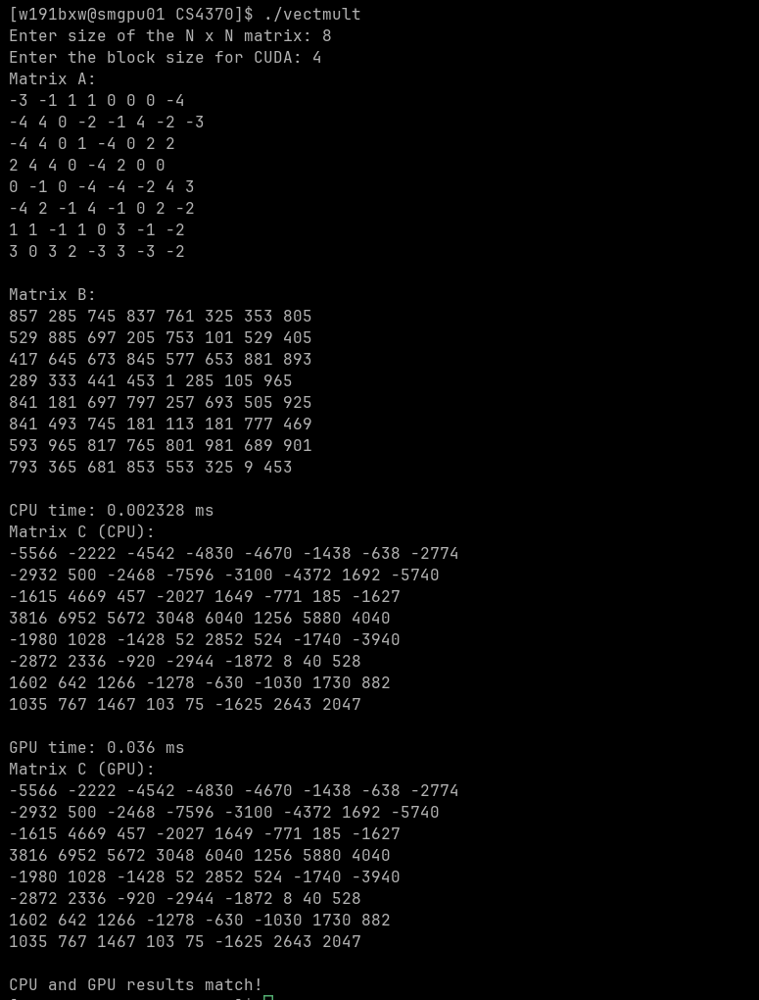 [w191bxw@smgpu01 CS4370]$ ./vectmult
Enter size of the N x N matrix: 8
Enter the block size for CUDA: 4
Matrix A:
-3 -1 1 1 0 0 0 -4
-4 4 0 -2 -1 4 -2 -3
-4 4 0 1 -4 0 2 2
2 4 4 0 -4 2 0 0
0 -1 0 -4 -4 -2 4 3
-4 2 -1 4 -1 0 2 -2
1 1 -1 1 0 3 -1 -2
3 0 3 2 -3 3 -3 -2
Matrix B:
857 285 745 837 761 325 353 805
529 885 697 205 753 101 529 405
417 645 673 845 577 653 881 893
289 333 441 453 1 285 105 965
841 181 697 797 257 693 505 925
841 493 745 181 113 181 777 469
593 965 817 765 801 981 689 901
793 365 681 853 553 325 9 453
CPU time: 0.002328 ms
Matrix C (CPU):
-5566 -2222 -4542 -4830 -4670 -1438 -638 -2774
-2932 500 -2468 -7596 -3100 -4372 1692 -5740
-1615 4669 457 -2027 1649 -771 185 -1627
3816 6952 5672 3048 6040 1256 5880 4040
-1980 1028 -1428 52 2852 524 -1740 -3940
-2872 2336 -920 -2944 -1872 8 40 528
1602 642 1266 -1278 -630 -1030 1730 882
1035 767 1467 103 75 -1625 2643 2047
GPU time: 0.036 ms
Matrix C (GPU):
-5566 -2222 -4542 -4830 -4670 -1438 -638 -2774
-2932 500 -2468 -7596 -3100 -4372 1692 -5740
-1615 4669 457 -2027 1649 -771 185 -1627
3816 6952 5672 3048 6040 1256 5880 4040
-1980 1028 -1428 52 2852 524 -1740 -3940
-2872 2336 -920 -2944 -1872 8 40 528
1602 642 1266 -1278 -630 -1030 1730 882
1035 767 1467 103 75 -1625 2643 2047
CPU and GPU results match!